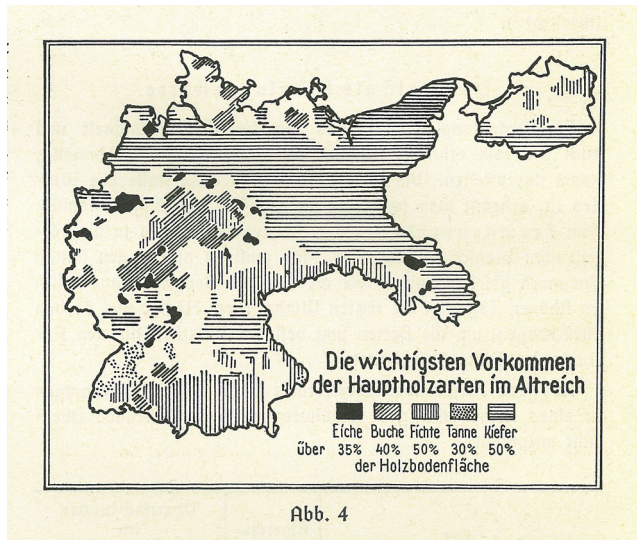 Die wichtigsten Vorkommen
der Hauptholzarten im Altreich
Eiche Buche Fichte Tanne Kiefer
über 35% 40% 50% 30% 50%
der Holzbodenfläche
Abb. 4